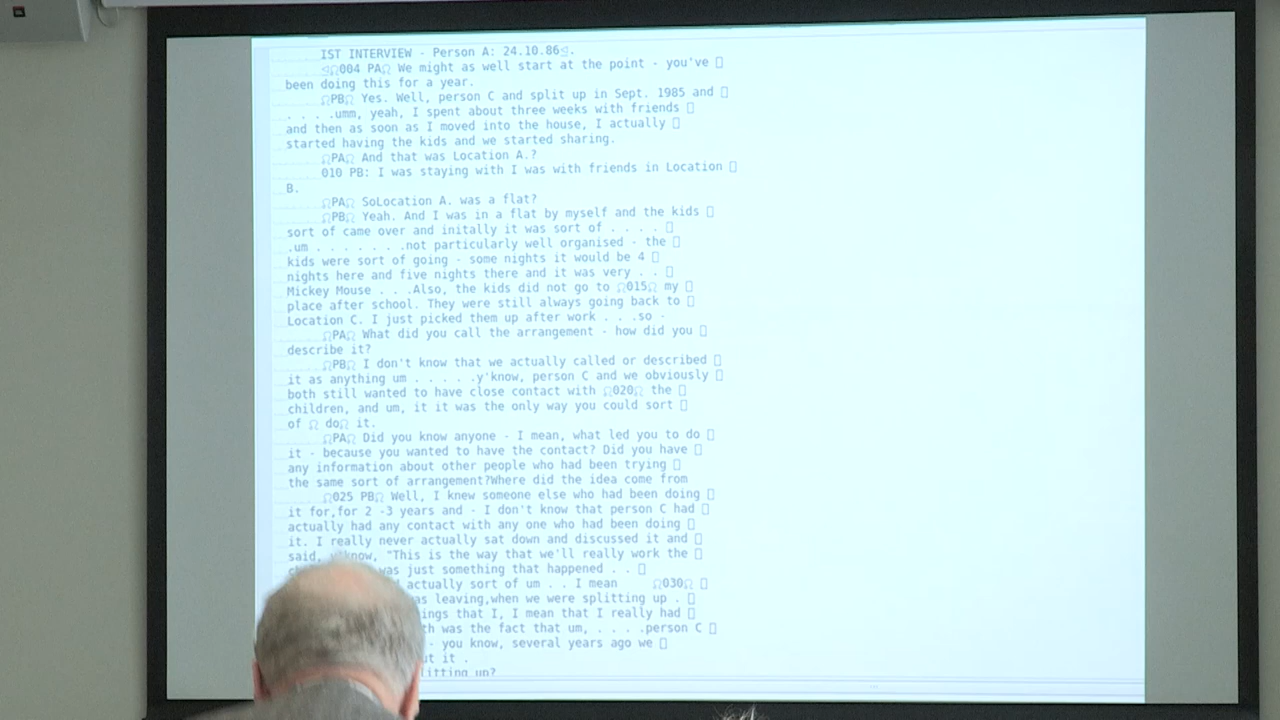 IST INTERVIEW - Person A: 24.10.86☊.
☊☊004 PA☊ We might as well start at the point - you've ▯
been doing this for a year.
☊PB☊ Yes. Well, person C and split up in Sept. 1985 and ▯
. . . .umm, yeah, I spent about three weeks with friends ▯
and then as soon as I moved into the house, I actually ▯
started having the kids and we started sharing.
☊PA☊ And that was Location A.?
010 PB: I was staying with I was with friends in Location ▯
B.
☊PA☊ SoLocation A. was a flat?
☊PB☊ Yeah. And I was in a flat by myself and the kids ▯
sort of came over and initally it was sort of . . . . ▯
.um . . . . . . .not particularly well organised - the ▯
kids were sort of going - some nights it would be 4 ▯
nights here and five nights there and it was very . . ▯
Mickey Mouse . . .Also, the kids did not go to ☊015☊ my ▯
place after school. They were still always going back to ▯
Location C. I just picked them up after work . . .so -
☊PA☊ What did you call the arrangement - how did you ▯
describe it?
☊PB☊ I don't know that we actually called or described ▯
it as anything um . . . . .y'know, person C and we obviously ▯
both still wanted to have close contact with ☊020☊ the ▯
children, and um, it it was the only way you could sort ▯
of ☊ do☊ it.
☊PA☊ Did you know anyone - I mean, what led you to do ▯
it - because you wanted to have the contact? Did you have ▯
any information about other people who had been trying ▯
the same sort of arrangement?Where did the idea come from
☊025 PB☊ Well, I knew someone else who had been doing ▯
it for,for 2 -3 years and - I don't know that person C had ▯
actually had any contact with any one who had been doing ▯
it. I really never actually sat down and discussed it and ▯
said, y'know, "This is the way that we'll really work the ▯
was just something that happened . . ▯
actually sort of um . . I mean ☊030☊ ▯
leaving,when we were splitting up . ▯
that I, I mean that I really had ▯
was the fact that um, . . . .person C ▯
- you know, several years ago we ▯
it .
up?